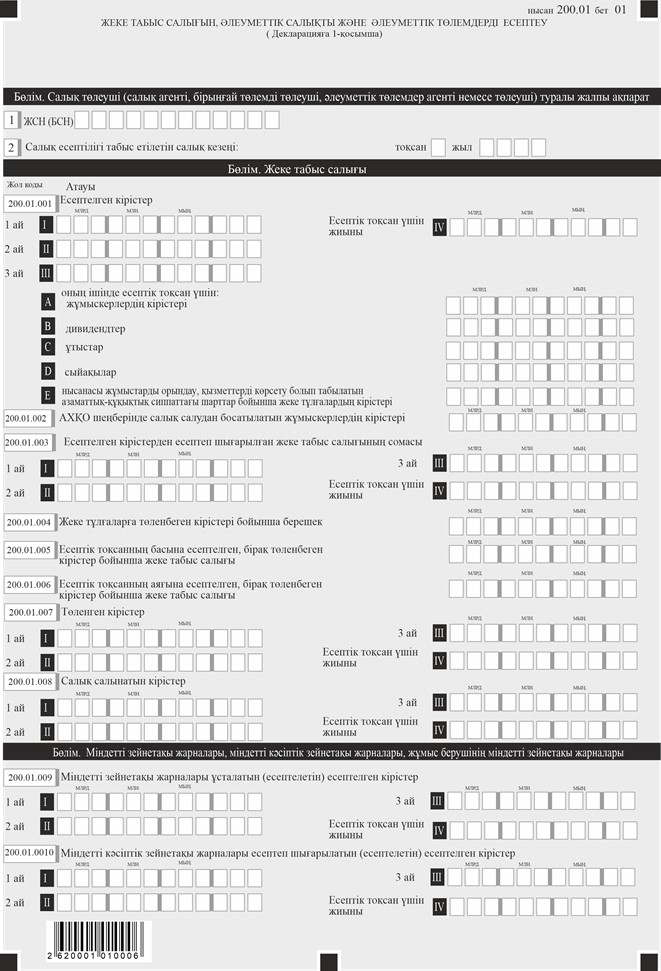 нысан 200.01 бет 01
ЖЕКЕ ТАБЫС САЛЫҒЫН, ӘЛЕУМЕТТІК САЛЫҚТЫ ЖӘНЕ ӘЛЕУМЕТТІК ТӨЛЕМДЕРДІ ЕСЕПТЕУ
( Декларацияға 1-қосымша)
Бөлім. Салық төлеуші (салық агенті, бірыңғай төлемді төлеуші, әлеуметтік төлемдер агенті немесе төлеуші) туралы жалпы ақпарат
1 ЖСН (БСН)
2 Салық есептілігі табыс етілетін салық кезеңі: тоқсан жыл
Бөлім. Жеке табыс салығы
Жол коды Атауы
200.01.001 Есептелген кірістер
МЛРД МЛН МЫҢ МЛРД МЛН МЫҢ
1 ай I Есептік тоқсан үшін IV
жиыны
2 ай II
3 ай III
оның ішінде есептік тоқсан үшін: МЛРД МЛН МЫҢ
A жұмыскерлердің кірістері
B дивидендтер
C ұтыстар
D сыйақылар
E нысанасы жұмыстарды орындау, қызметтерді көрсету болып табылатын
азаматтық-құқықтық сипаттағы шарттар бойынша жеке тұлғалардың кірістері
МЛРД МЛН МЫҢ
200.01.002 АХҚО шеңберінде салық салудан босатылатын жұмыскерлердің кірістері
200.01.003 Есептелген кірістерден есептеп шығарылған жеке табыс салығының сомасы
МЛРД МЛН МЫҢ МЛРД МЛН МЫҢ
1 ай I 3 ай III
2 ай II Есептік тоқсан үшін IV
жиыны
МЛРД МЛН МЫҢ
200.01.004 Жеке тұлғаларға төленбеген кірістері бойынша берешек
МЛРД МЛН МЫҢ
200.01.005 Есептік тоқсанның басына есептелген, бірақ төленбеген
кірістер бойынша жеке табыс салығы
МЛРД МЛН МЫҢ
200.01.006 Есептік тоқсанның аяғына есептелген, бірақ төленбеген
кірістер бойынша жеке табыс салығы
200.01.007 Төленген кірістер
МЛРД МЛН МЫҢ МЛРД МЛН МЫҢ
1 ай I 3 ай III
2 ай II Есептік тоқсан үшін IV
жиыны
200.01.008 Салық салынатын кірістер
МЛРД МЛН МЫҢ МЛРД МЛН МЫҢ
1 ай I 3 ай III
2 ай II Есептік тоқсан үшін IV
жиыны
Бөлім. Міндетті зейнетақы жарналары, міндетті кәсіптік зейнетақы жарналары, жұмыс берушінің міндетті зейнетақы жарналары
200.01.009 Міндетті зейнетақы жарналары ұсталатын (есептелетін) есептелген кірістер
МЛРД МЛН МЫҢ МЛРД МЛН МЫҢ
1 ай I 3 ай III
2 ай II Есептік тоқсан үшін IV
жиыны
200.01.0010 Міндетті кәсіптік зейнетақы жарналары есептеп шығарылатын (есептелетін) есептелген кірістер
МЛРД МЛН МЫҢ МЛРД МЛН МЫҢ
1 ай I 3 ай III
2 ай II Есептік тоқсан үшін IV
жиыны
2 620001 010006